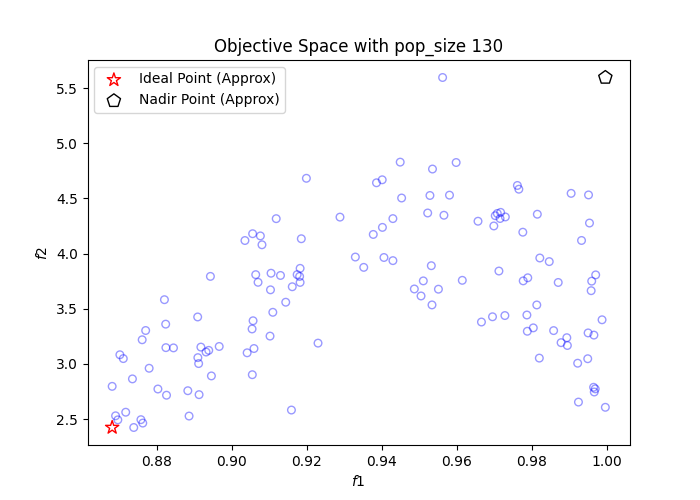 Objective Space with pop_size 130
Ideal Point (Approx)
Nadir Point (Approx)
5.5
5.0
4.5
4.0
3.5
3.0
2.5
f2
0.88 0.90 0.92 0.94 0.96 0.98 1.00
f1